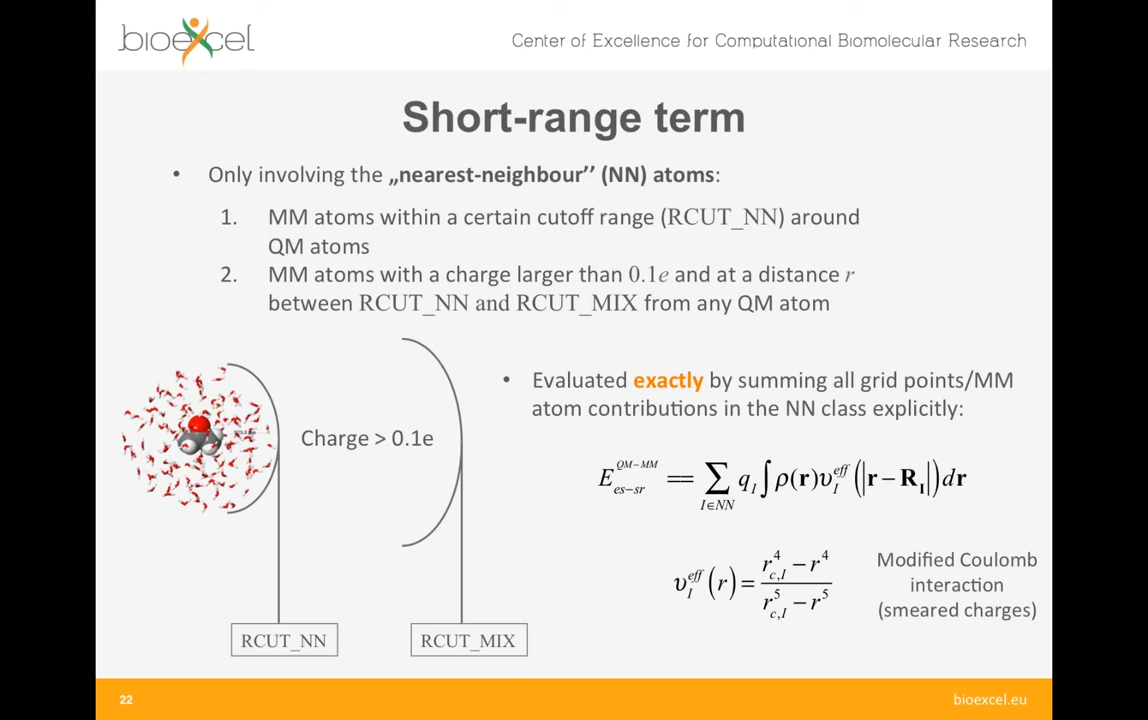 bioexcel
Center of Excellence for Computational Biomolecular Research
Short-range term
• Only involving the „nearest-neighbour’’ (NN) atoms:
1. MM atoms within a certain cutoff range (RCUT_NN) around
QM atoms
2. MM atoms with a charge larger than 0.1e and at a distance r
between RCUT_NN and RCUT_MIX from any QM atom
Charge > 0.1e
RCUT_NN
RCUT_MIX
• Evaluated exactly by summing all grid points/MM
atom contributions in the NN class explicitly:
E_{es−sr}^{QM−MM} == ∑_{I∈NN} q_I ∫ρ(r)υ_I^{eff}(|r − R_I|)dr
υ_I^{eff}(r) = (r_{c,I}^4 − r^4) / (r_{c,I}^5 − r^5)
Modified Coulomb
interaction
(smeared charges)
22
bioexcel.eu